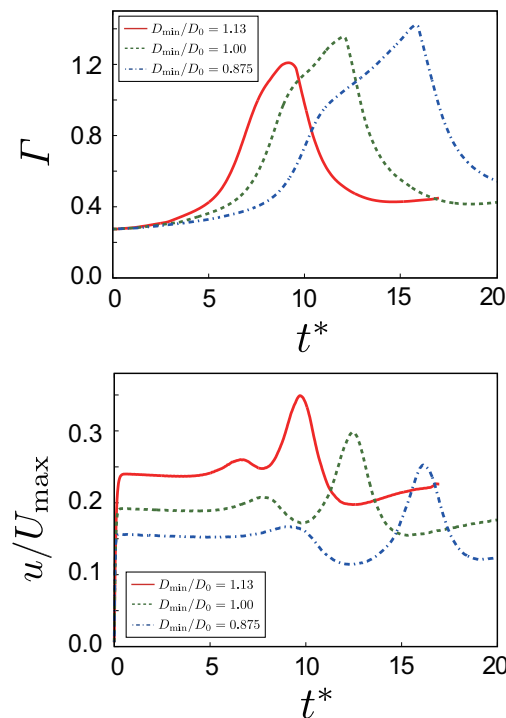 D_min/D_0 = 1.13
D_min/D_0 = 1.00
D_min/D_0 = 0.875
1.2
0.8
0.4
0.0
Γ
0 5 10 15 20
t*
0.3
0.2
0.1
0.0
u/U_max
D_min/D_0 = 1.13
D_min/D_0 = 1.00
D_min/D_0 = 0.875
0 5 10 15 20
t*